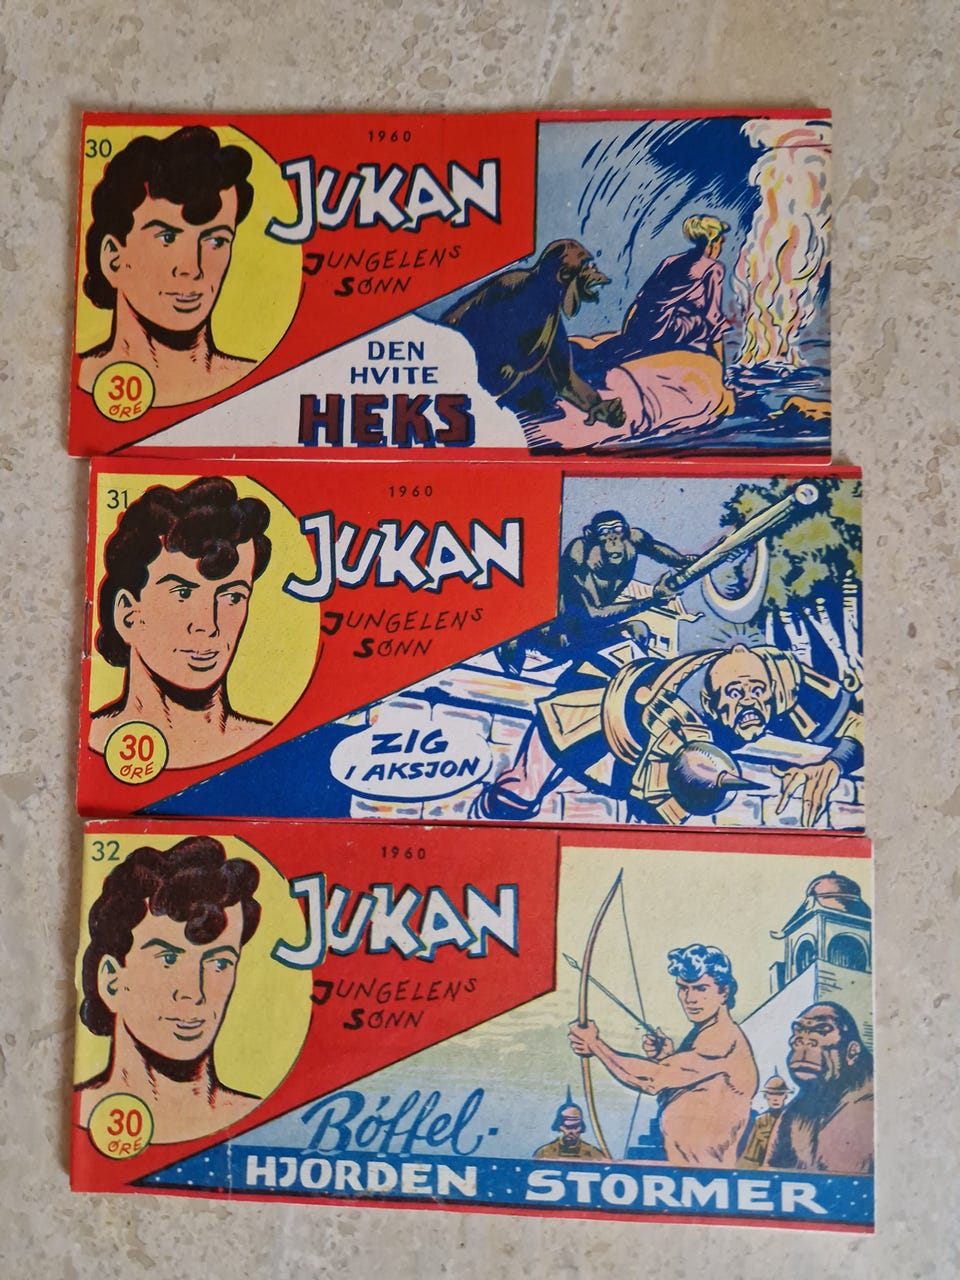 30
1960
JUKAN
JUNGELENS
SØNN
30
ØRE
DEN
HVITE
HEKS
31
1960
JUKAN
JUNGELENS
SØNN
30
ØRE
ZIG
I AKSJON
32
1960
JUKAN
JUNGELENS
SØNN
30
ØRE
Bøffel-
HJORDEN STORMER